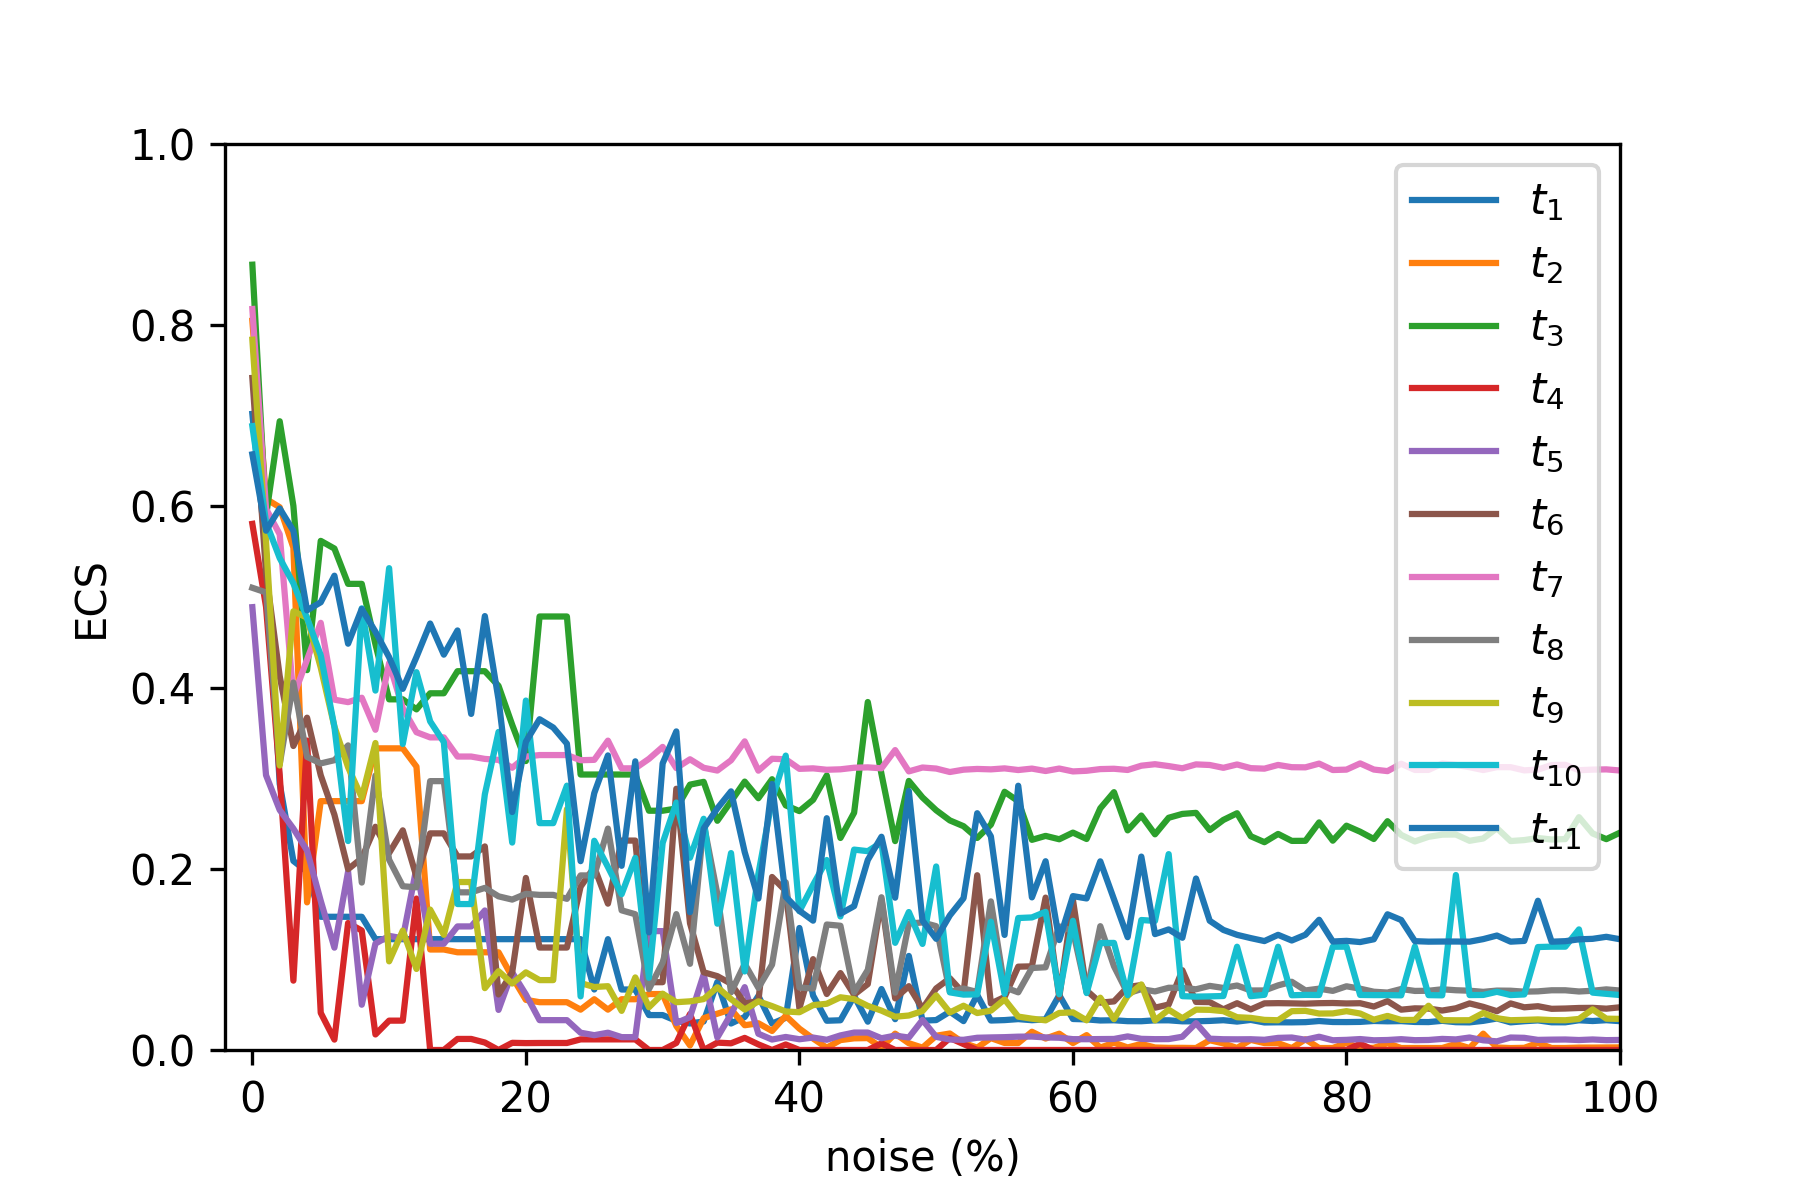 1.0
0.8
0.6
0.4
0.2
0.0
ECS
0 20 40 60 80 100
noise (%)
t₁
t₂
t₃
t₄
t₅
t₆
t₇
t₈
t₉
t₁₀
t₁₁